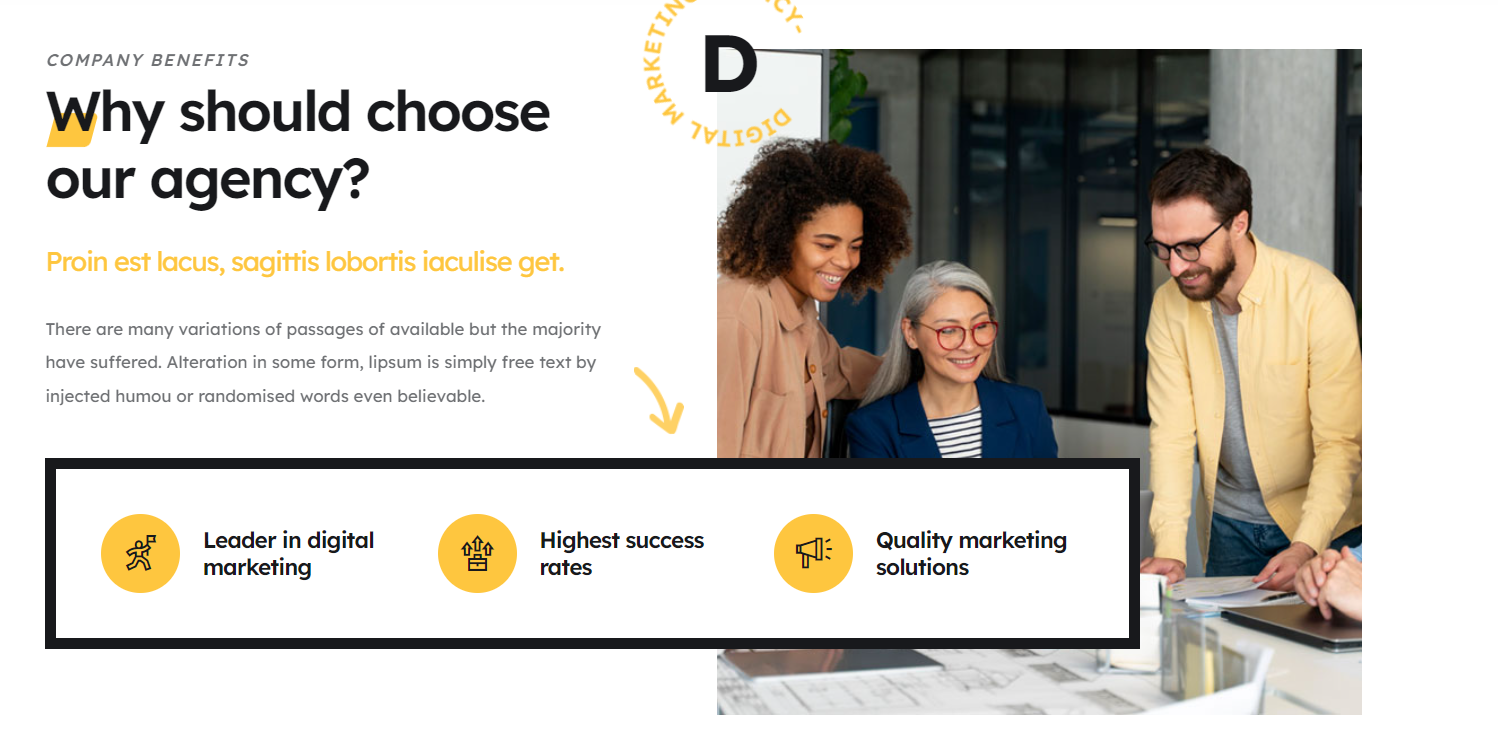 COMPANY BENEFITS
Why should choose
our agency?
Proin est lacus, sagittis lobortis iaculise get.
There are many variations of passages of available but the majority
have suffered. Alteration in some form, lipsum is simply free text by
injected humou or randomised words even believable.
D
DIGITAL MARKETING
Leader in digital
marketing
Highest success
rates
Quality marketing
solutions